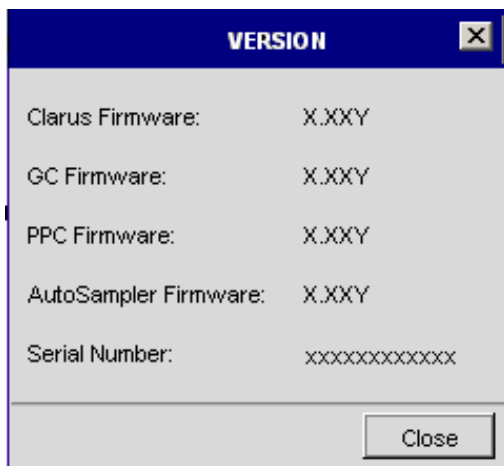 VERSION
Clarus Firmware: X.XXY
GC Firmware: X.XXY
PPC Firmware: X.XXY
AutoSampler Firmware: X.XXY
Serial Number: xxxxxxxxxxxx
Close